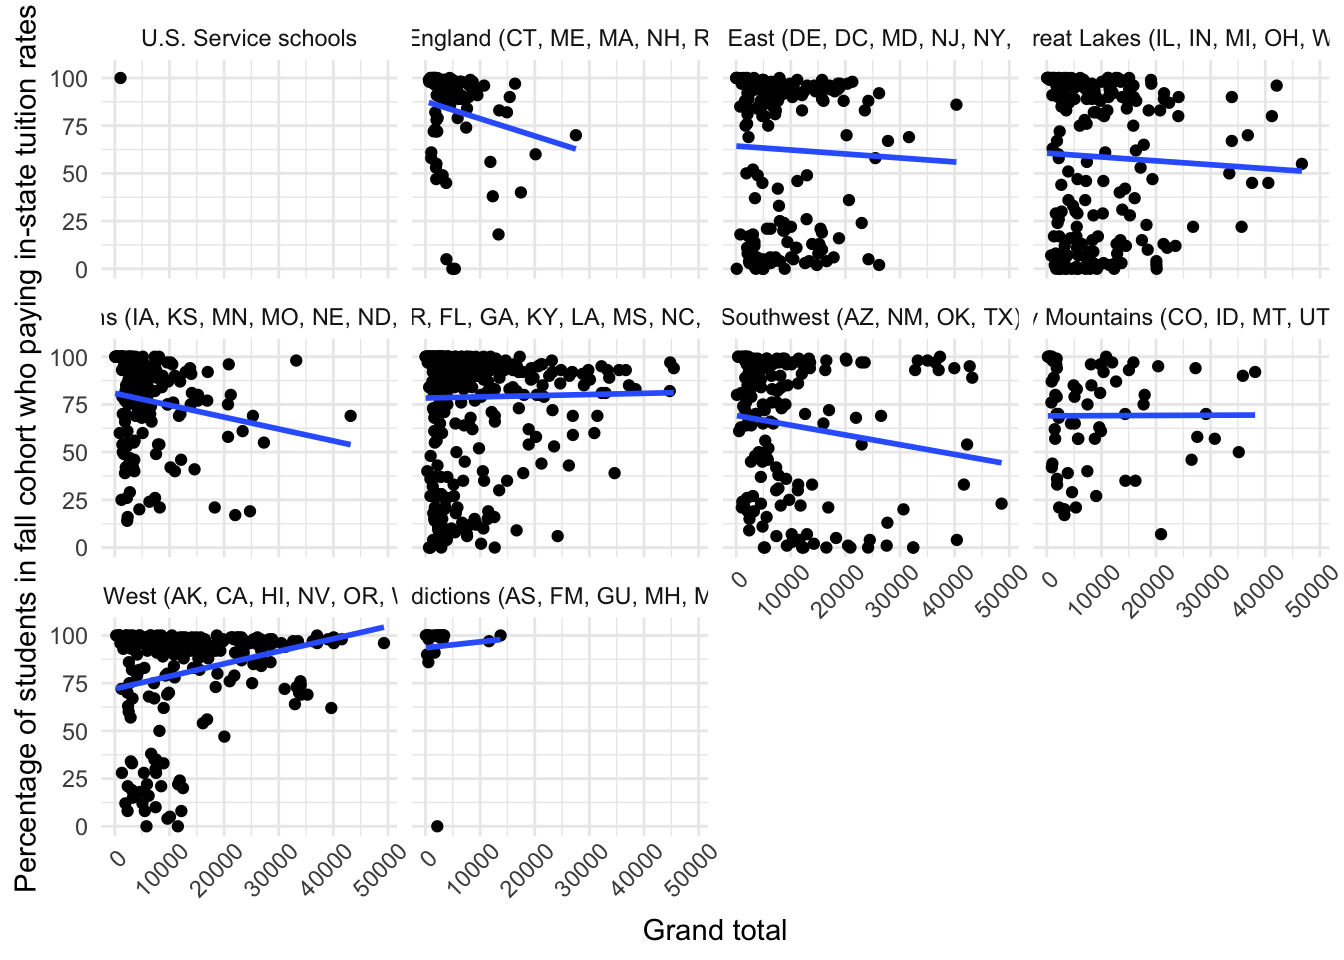 Percentage of students in fall cohort who paying in-state tuition rates
U.S. Service schools
England (CT, ME, MA, NH, R
East (DE, DC, MD, NJ, NY,
reat Lakes (IL, IN, MI, OH, W
100
75
50
25
0
ns (IA, KS, MN, MO, NE, ND,
R, FL, GA, KY, LA, MS, NC,
Southwest (AZ, NM, OK, TX)
y Mountains (CO, ID, MT, UT
100
75
50
25
0
0 10000 20000 30000 40000 50000
0 10000 20000 30000 40000 50000
West (AK, CA, HI, NV, OR, W
dictions (AS, FM, GU, MH, M
100
75
50
25
0
0 10000 20000 30000 40000 50000
0 10000 20000 30000 40000 50000
Grand total